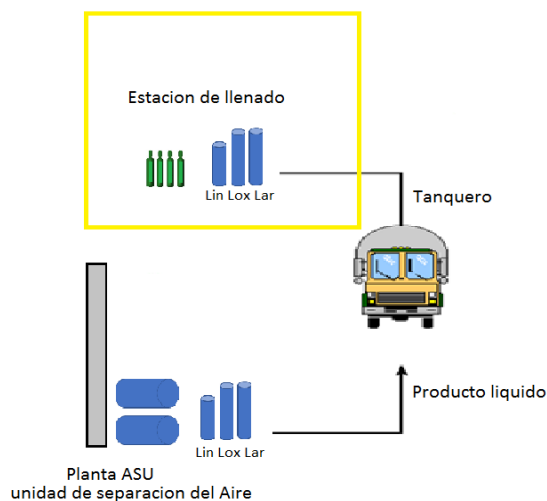 Estacion de llenado
Lin Lox Lar
Tanquero
Producto liquido
Lin Lox Lar
Planta ASU
unidad de separacion del Aire